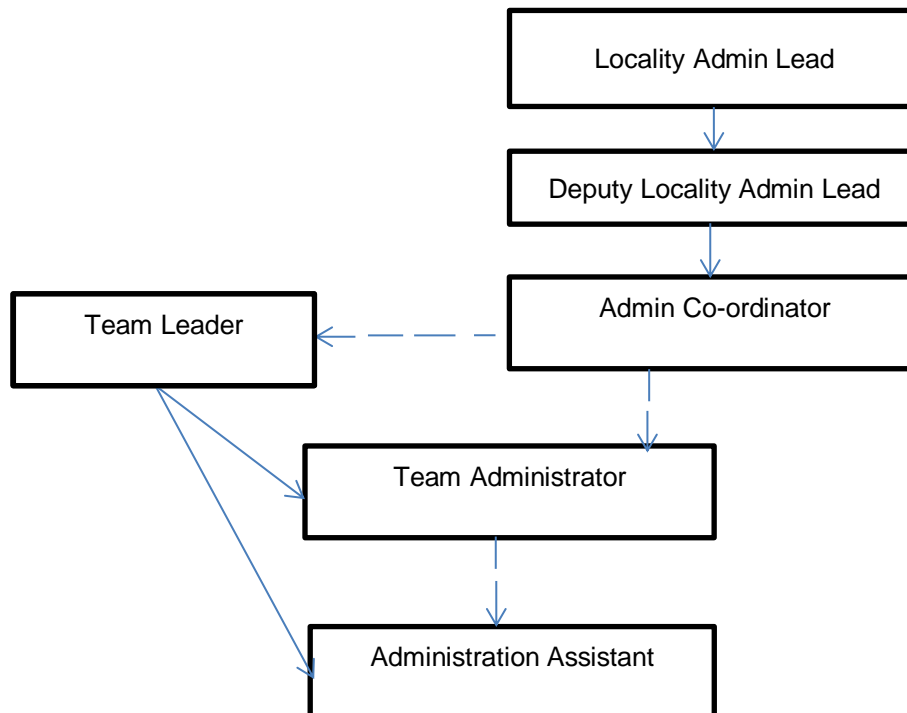 Locality Admin Lead
Deputy Locality Admin Lead
Admin Co-ordinator
Team Leader
Team Administrator
Administration Assistant